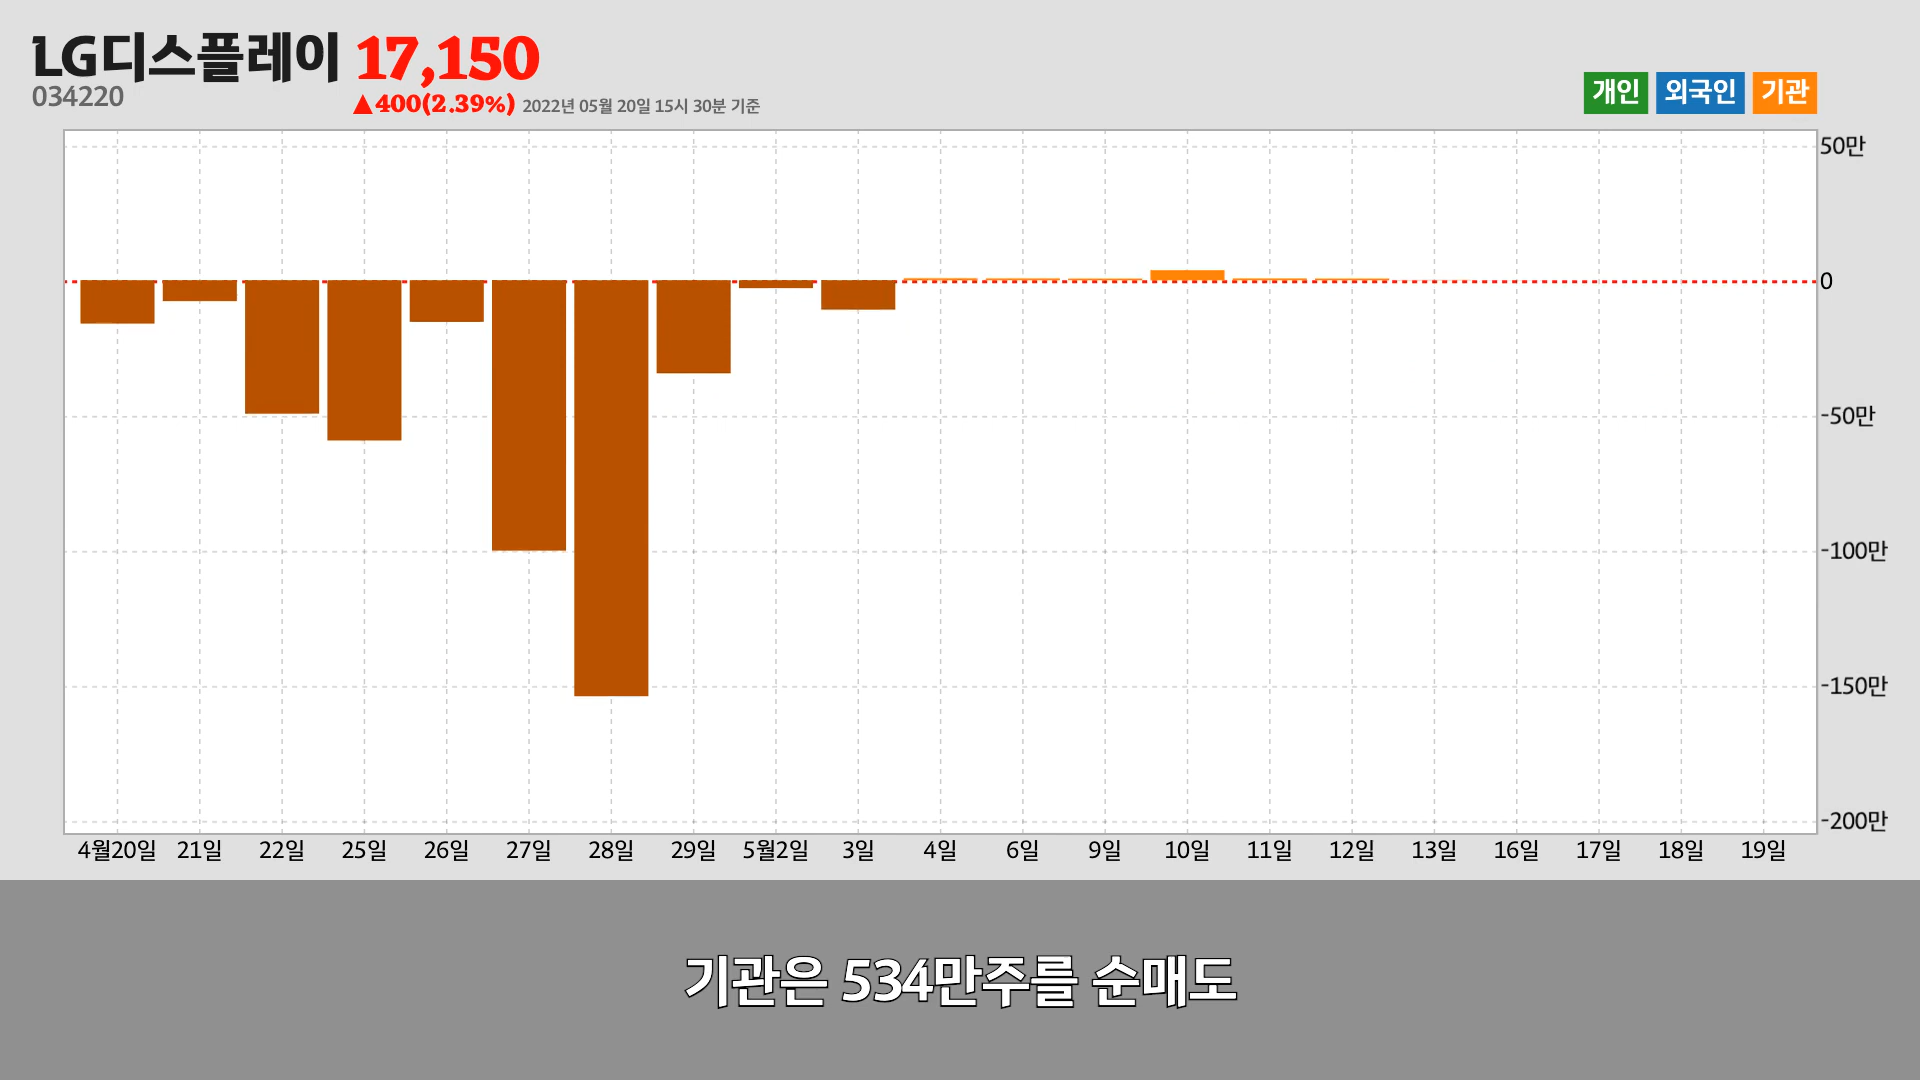 LG디스플레이 17,150
034220
▲400(2.39%) 2022년 05월 20일 15시 30분 기준
개인 외국인 기관
50만
0
-50만
-100만
-150만
-200만
4월20일 21일 22일 25일 26일 27일 28일 29일 5월2일 3일 4일 6일 9일 10일 11일 12일 13일 16일 17일 18일 19일
기관은 534만주를 순매도